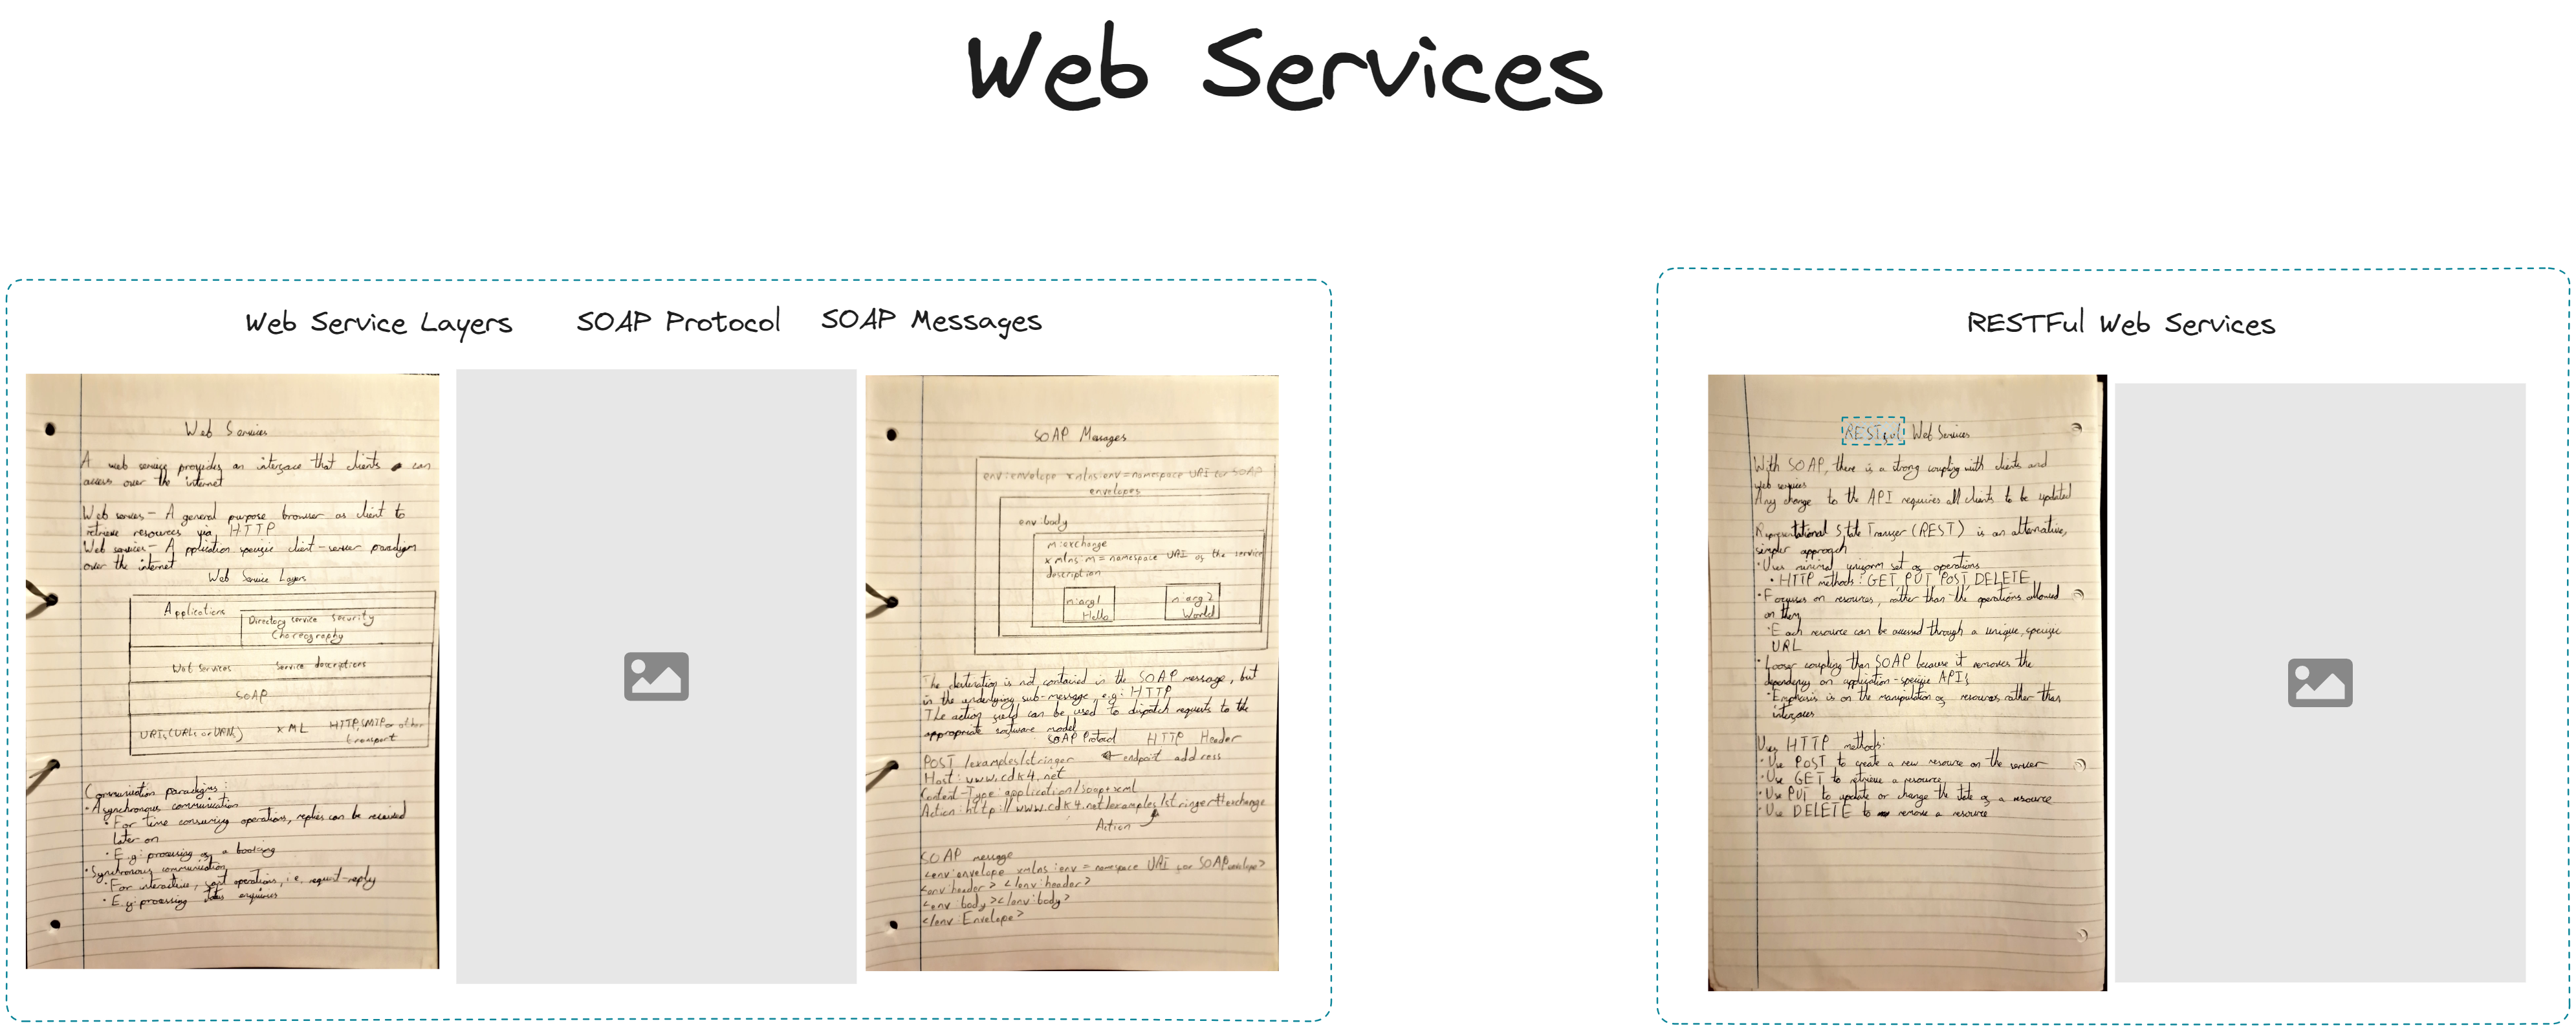 Web Services
Web Service Layers
SOAP Protocol
SOAP Messages
Web Services
A web service provides an interface that clients can
access over the internet
Web servers - A general purpose browser as client to
retrieve resources via HTTP
Web services - Application specific client-server paradigm
over the internet
Web Service Layers
Applications
Directory service Security
Choreography
Web Services Service descriptions
SOAP
URIs (URLs or URNs) XML HTTP, SMTP or other
transport
Communication paradigms:
• Asynchronous communication
• For time consuming operations, replies can be received
later on
• E.g: processing of a booking
• Synchronous communication
• For interactive, fast operations, i.e. request-reply
• E.g: processing status enquiries
SOAP Messages
env:envelope xmlns:env=namespace URI for SOAP
envelopes
env:body
m:exchange
xmlns:m=namespace URI of the service
description
m:arg1
Hello
m:arg2
World
The destination is not contained in the SOAP message, but
in the underlying sub-message, e.g: HTTP
The action field can be used to dispatch requests to the
appropriate software model
SOAP Protocol HTTP Header
POST /examples/stringer ← endpoint address
Host: www.cdk4.net
Content-Type: application/soap+xml
Action: http://www.cdk4.net/examples/stringer#exchange
Action
SOAP message
<env:envelope xmlns:env = namespace URI for SOAP envelope>
<env:header> </env:header>
<env:body></env:body>
</env:Envelope>
RESTFul Web Services
RESTful Web Services
With SOAP, there is a strong coupling with clients and
web services
Any change to the API requires all clients to be updated
Representational State Transfer (REST) is an alternative,
simpler approach
• Uses minimal uniform set of operations
• HTTP methods: GET PUT POST DELETE
• Focusses on resources, rather than the operations allowed
on them
• Each resource can be accessed through a unique, specific
URL
• Looser coupling than SOAP because it removes the
dependency on application-specific APIs
• Emphasis is on the manipulation of resources rather than
interfaces
Uses HTTP methods:
• Use POST to create a new resource on the server
• Use GET to retrieve a resource
• Use PUT to update or change the state of a resource
• Use DELETE to remove a resource